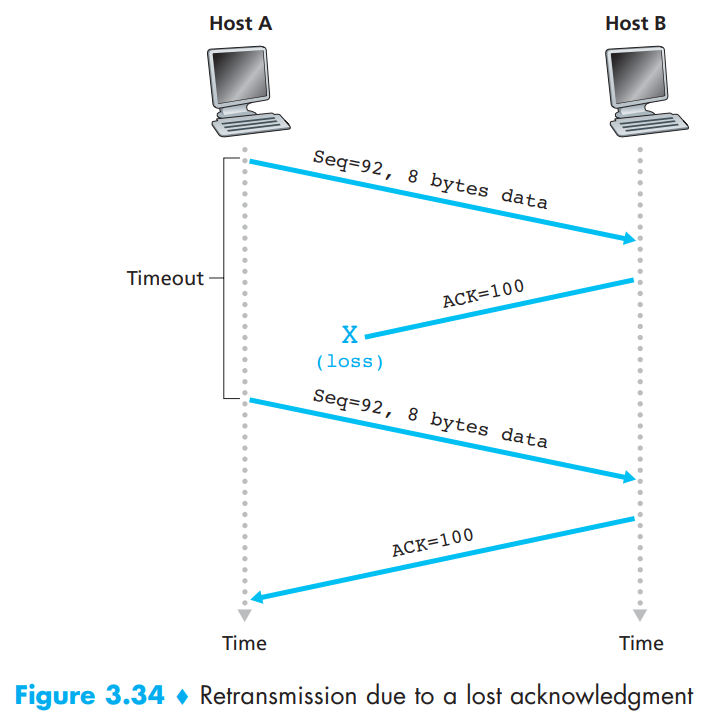 Host A
Host B
Seq=92, 8 bytes data
Timeout
ACK=100
X
(loss)
Seq=92, 8 bytes data
ACK=100
Time
Time
Figure 3.34 ♦ Retransmission due to a lost acknowledgment